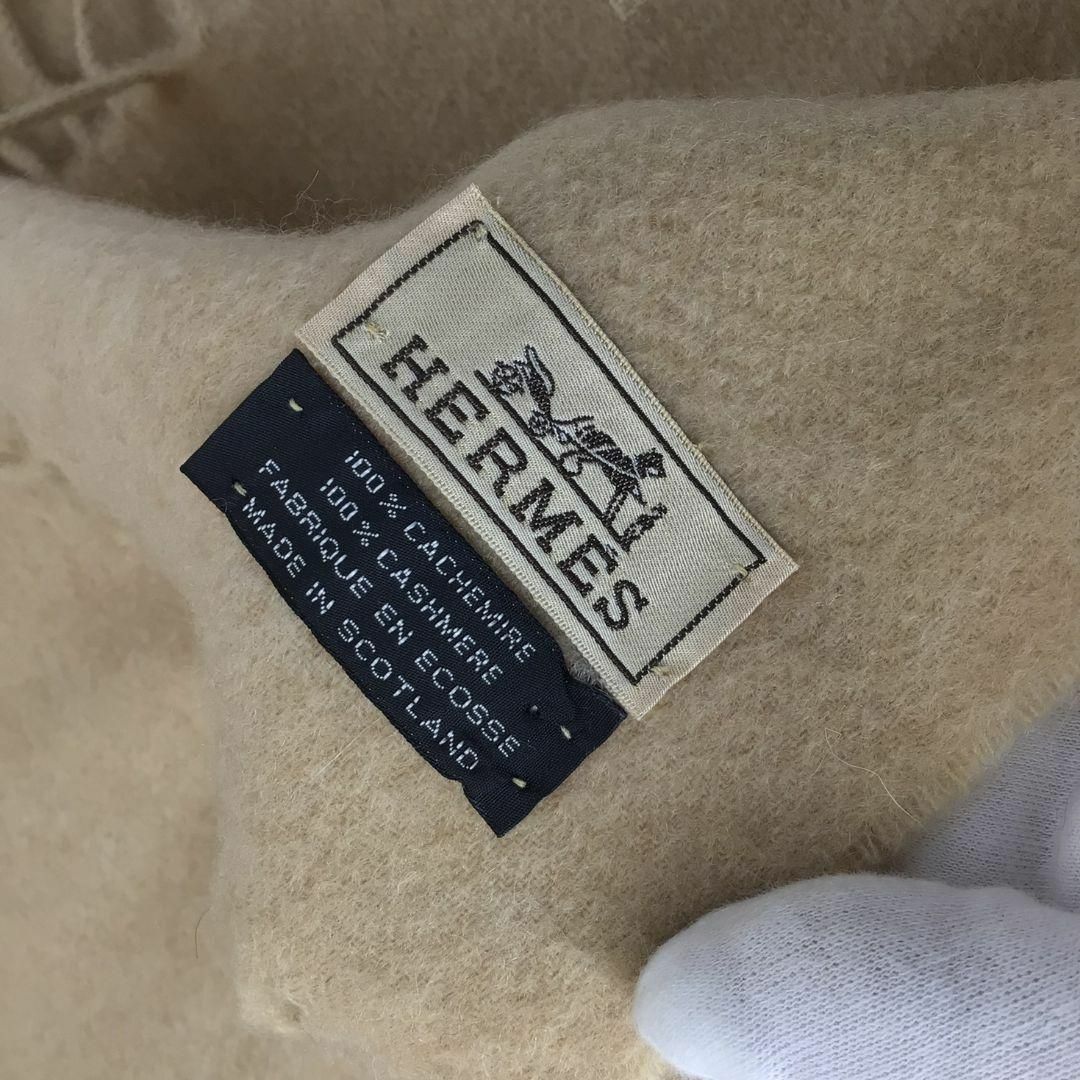 HERMES
100% CACHEMIRE
100% CASHMERE
FABRIQUE EN ECOSSE
MADE IN SCOTLAND